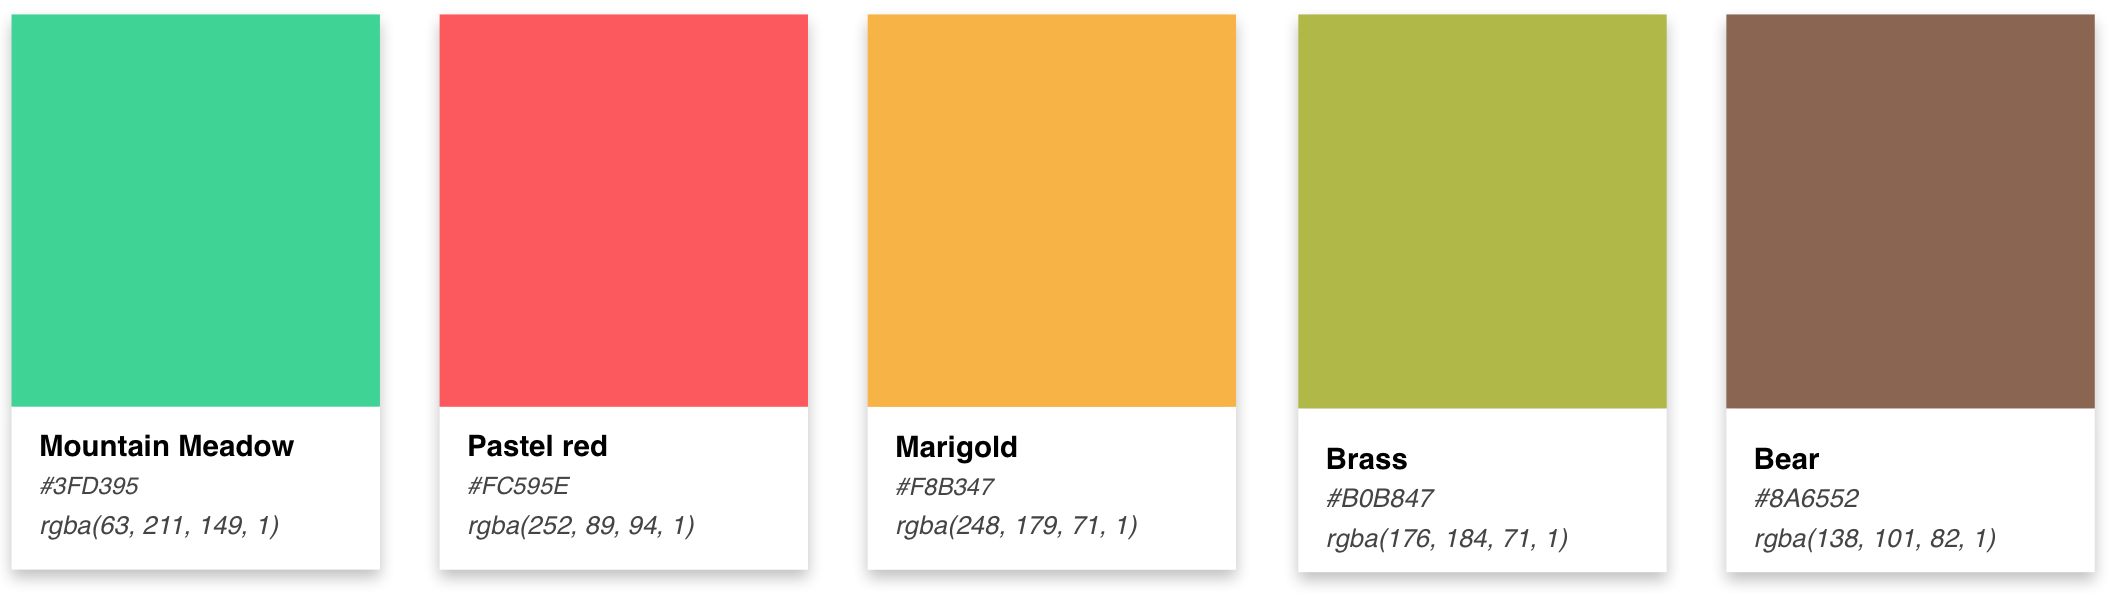 Mountain Meadow
#3FD395
rgba(63, 211, 149, 1)
Pastel red
#FC595E
rgba(252, 89, 94, 1)
Marigold
#F8B347
rgba(248, 179, 71, 1)
Brass
#B0B847
rgba(176, 184, 71, 1)
Bear
#8A6552
rgba(138, 101, 82, 1)